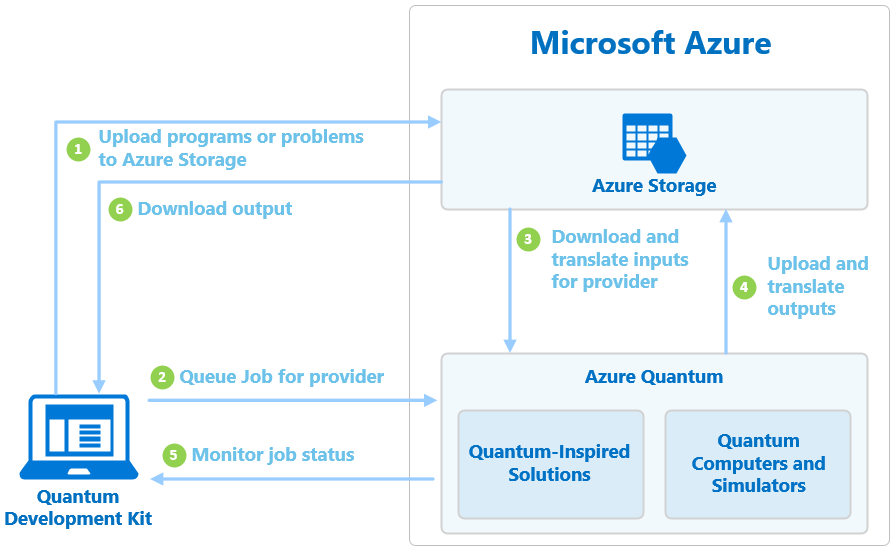 Microsoft Azure
1 Upload programs or problems
to Azure Storage
Azure Storage
6 Download output
3 Download and
translate inputs
for provider
4 Upload and
translate
outputs
2 Queue Job for provider
Azure Quantum
5 Monitor job status
Quantum-Inspired
Solutions
Quantum
Computers and
Simulators
Quantum
Development Kit